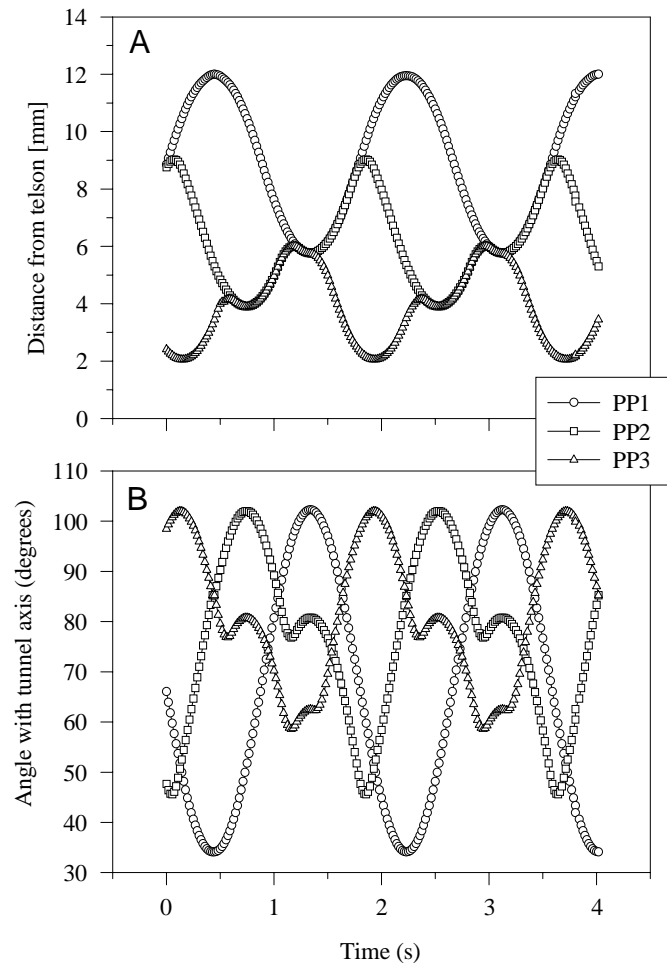 A
14
12
10
8
6
4
2
0
Distance from telson [mm]
PP1
PP2
PP3
B
110
100
90
80
70
60
50
40
30
Angle with tunnel axis (degrees)
0 1 2 3 4
Time (s)